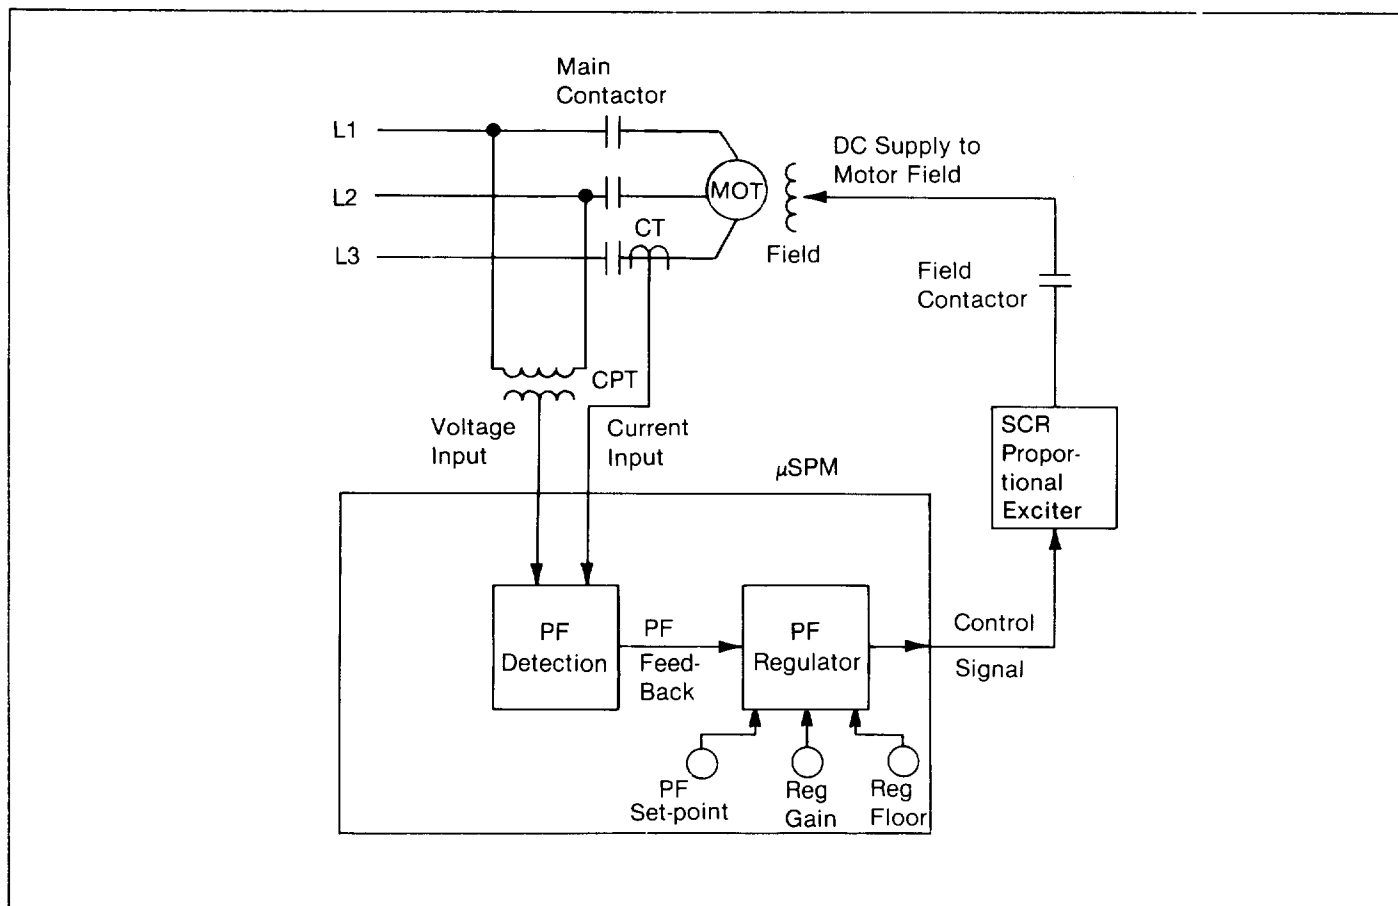 Main
Contactor
L1
DC Supply to
Motor Field
L2
MOT
CT
L3
Field
Field
Contactor
CPT
Voltage
Input
Current
Input
SCR
Propor-
tional
Exciter
μSPM
PF
Detection
PF
Feed-
Back
PF
Regulator
Control
Signal
PF
Set-point
Reg
Gain
Reg
Floor